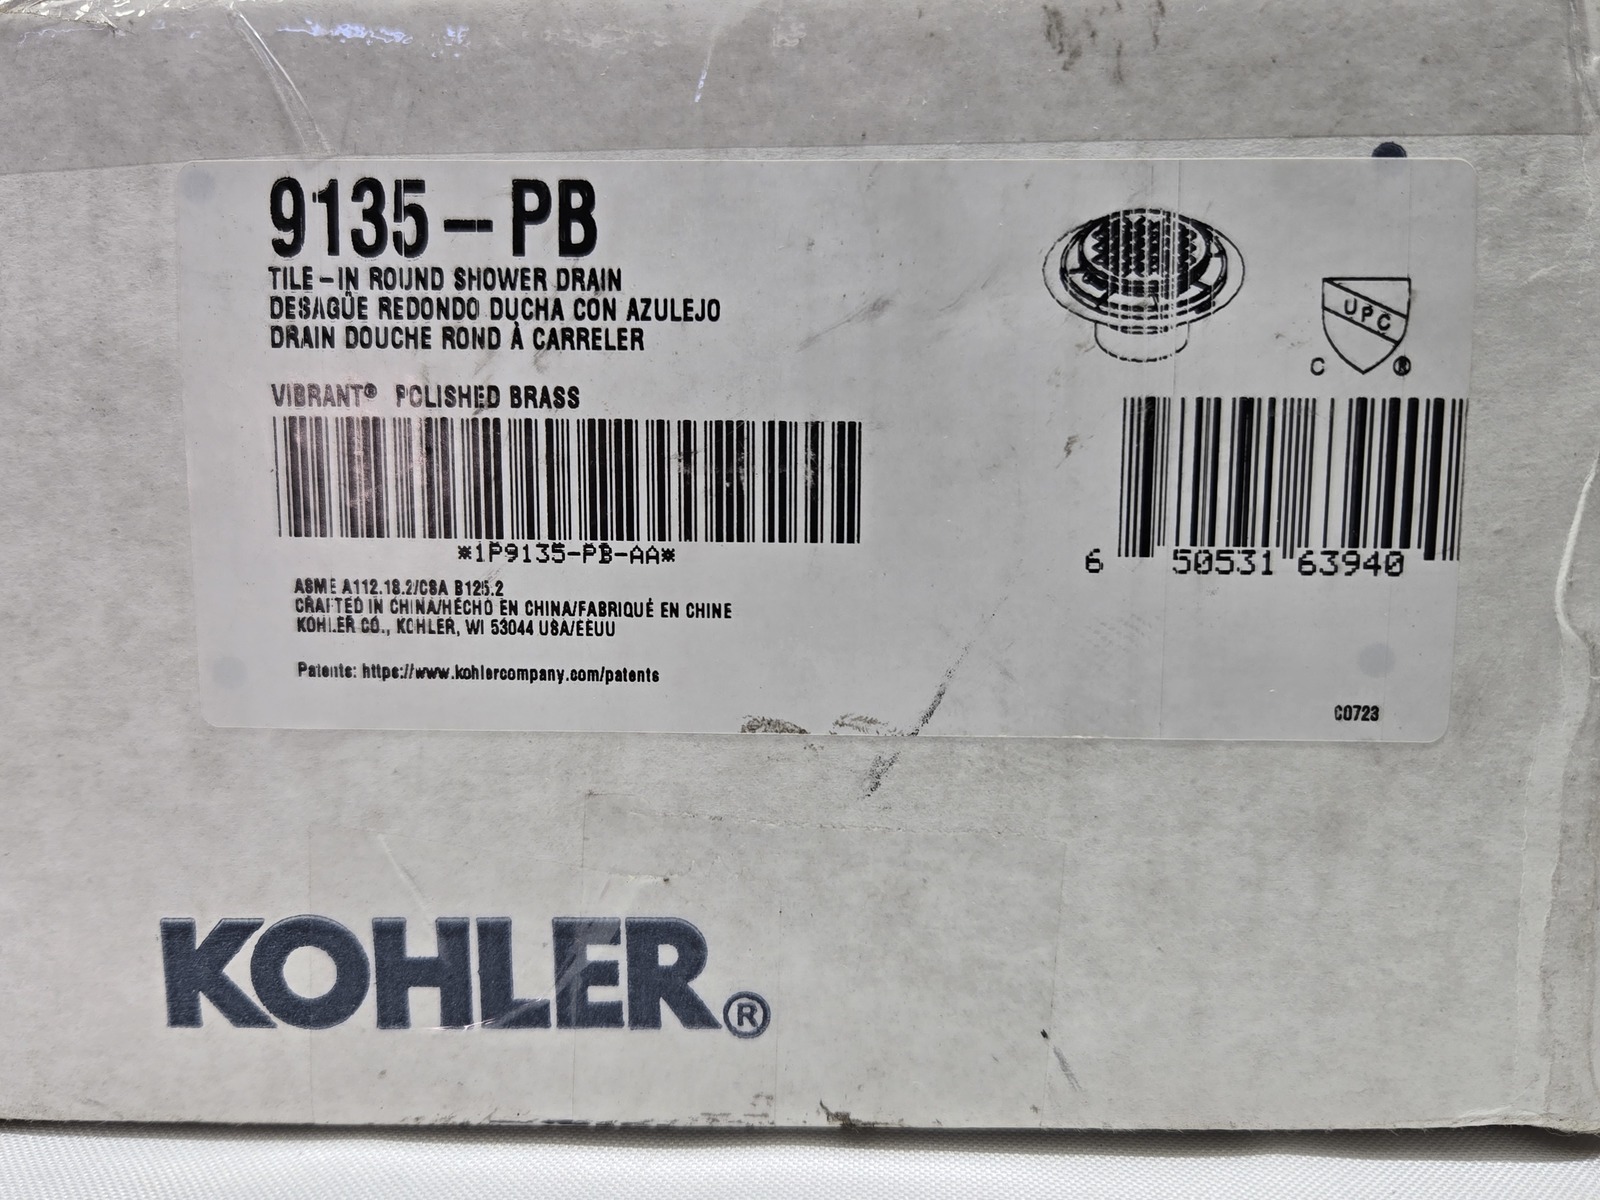 9135-PB
TILE-IN ROUND SHOWER DRAIN
DESAGÜE REDONDO DUCHA CON AZULEJO
DRAIN DOUCHE ROND À CARRELER
VIBRANT® POLISHED BRASS
*1P9135-PB-AA*
ASME A112.18.2/CSA B125.2
CRAFTED IN CHINA/HECHO EN CHINA/FABRIQUÉ EN CHINE
KOHLER CO., KOHLER, WI 53044 USA/EEUU
Patents: https://www.kohlercompany.com/patents
UPC
C ®
6 50531 63940
C0723
KOHLER®